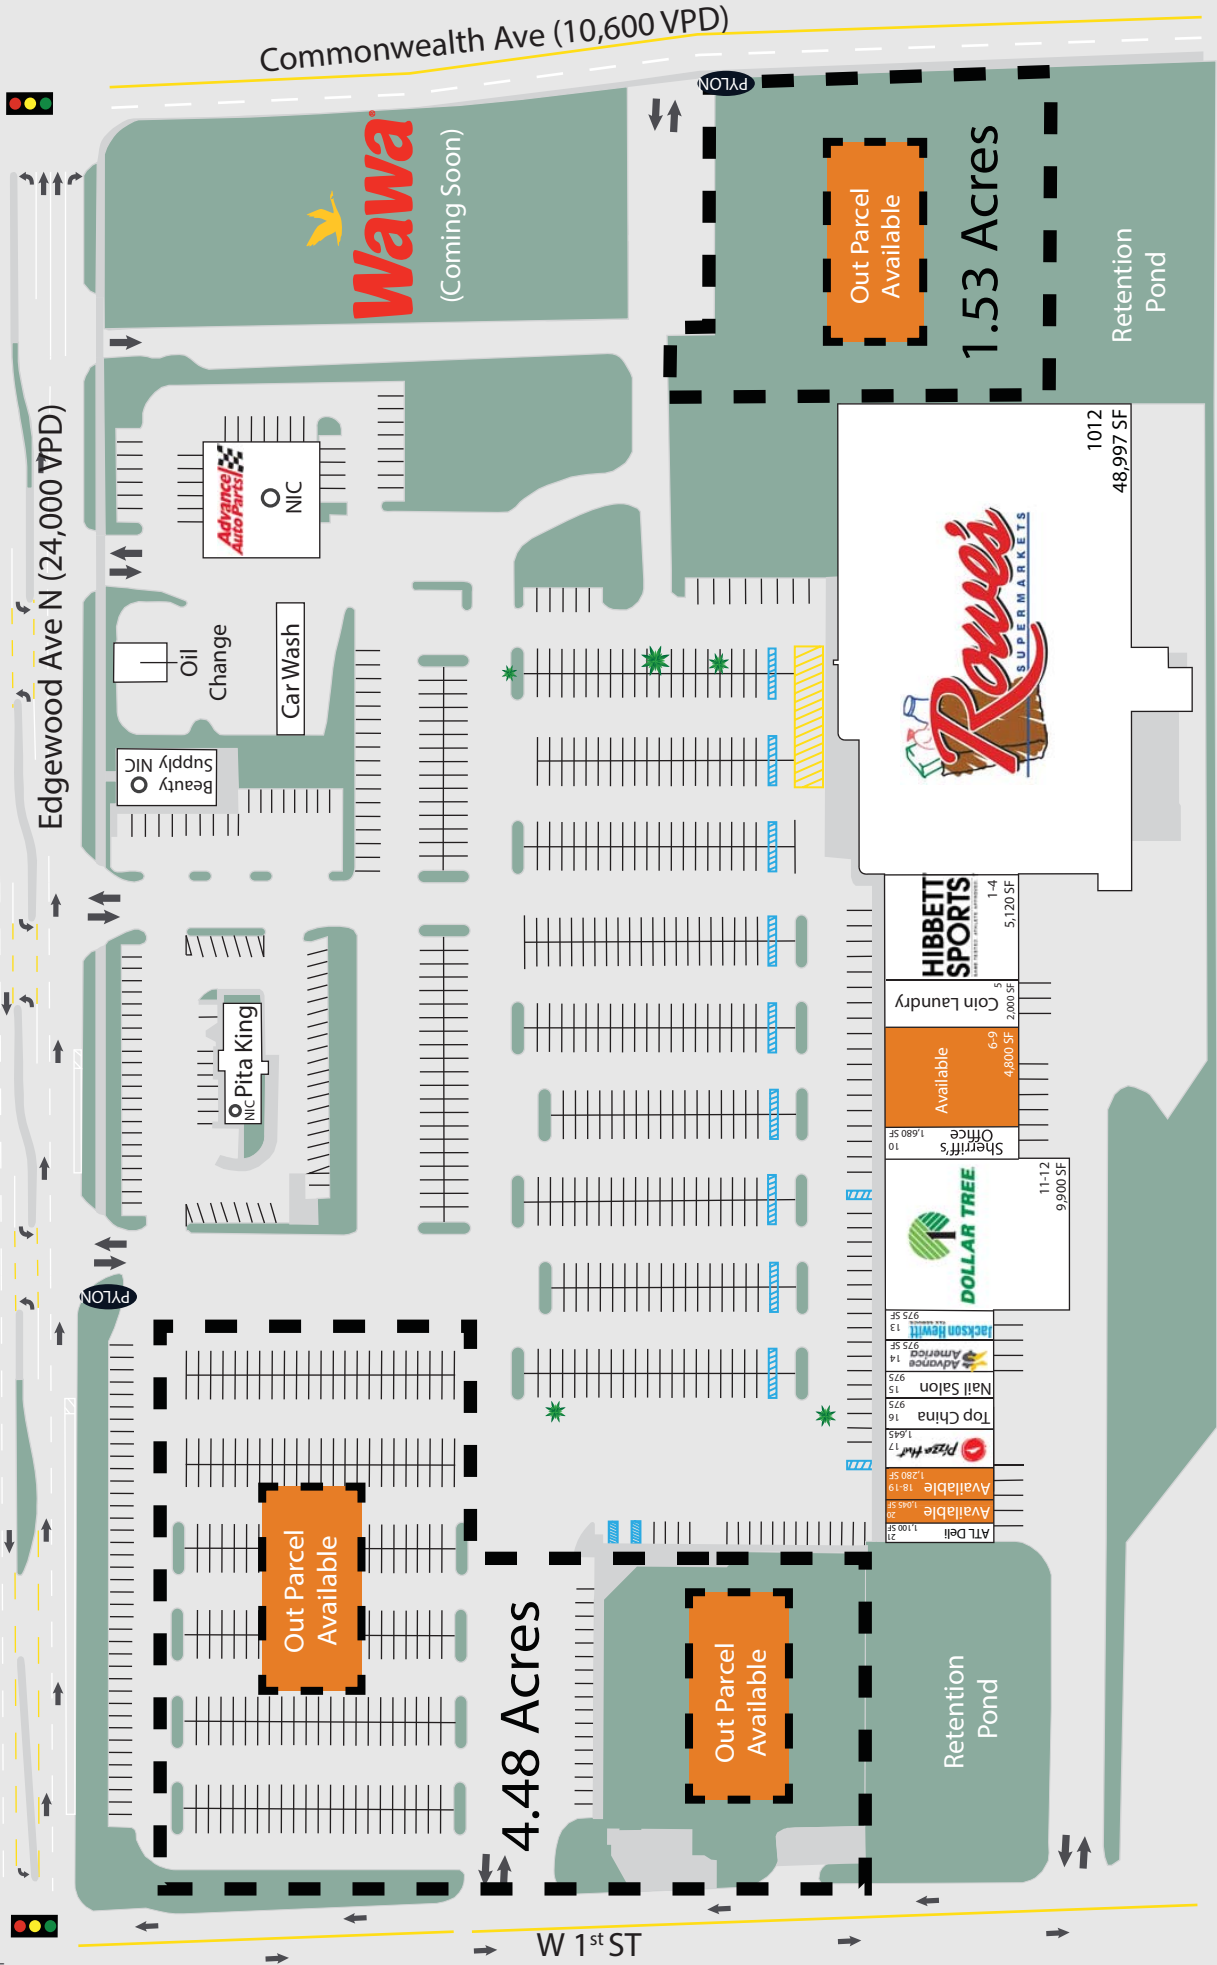 Commonwealth Ave (10,600 VPD)
PYLON
Wawa
(Coming Soon)
Out Parcel
Available
1.53 Acres
Retention
Pond
Edgewood Ave N (24,000 VPD)
Advance
Auto Parts
NIC
1012
48,997 SF
Rowe's
SUPERMARKETS
Oil
Change
Car Wash
Beauty
Supply NIC
HIBBETT
SPORTS
1-4
5,120 SF
Coin Laundry
5
2,000 SF
Pita King
NIC
Available
6-9
4,800 SF
Sheriff's
Office
10
1,680 SF
DOLLAR TREE
11-12
9,900 SF
PYLON
Jackson Hewitt
TAX SERVICE
13
975 SF
Advance
America
14
975 SF
Nail Salon
15
975
Top China
16
975
Pizza Hut
17
1,645
Available
18-19
1,280 SF
Available
20
1,045 SF
ATL Deli
21
1,100 SF
Out Parcel
Available
4.48 Acres
Out Parcel
Available
Retention
Pond
W 1st ST